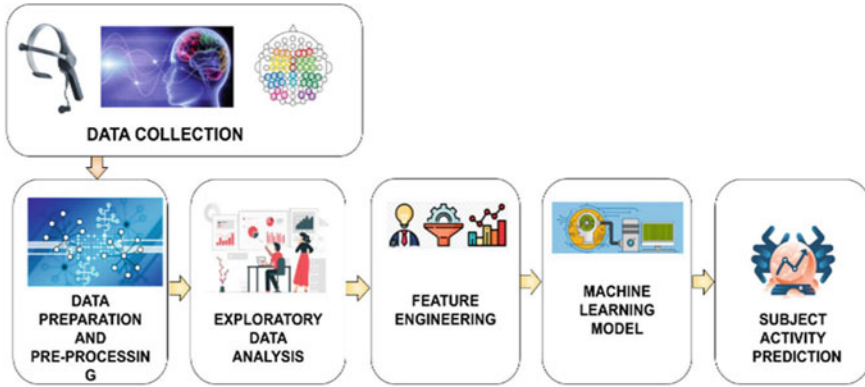 DATA COLLECTION
DATA
PREPARATION
AND
PRE-PROCESSIN
G
EXPLORATORY
DATA
ANALYSIS
FEATURE
ENGINEERING
MACHINE
LEARNING
MODEL
SUBJECT
ACTIVITY
PREDICTION